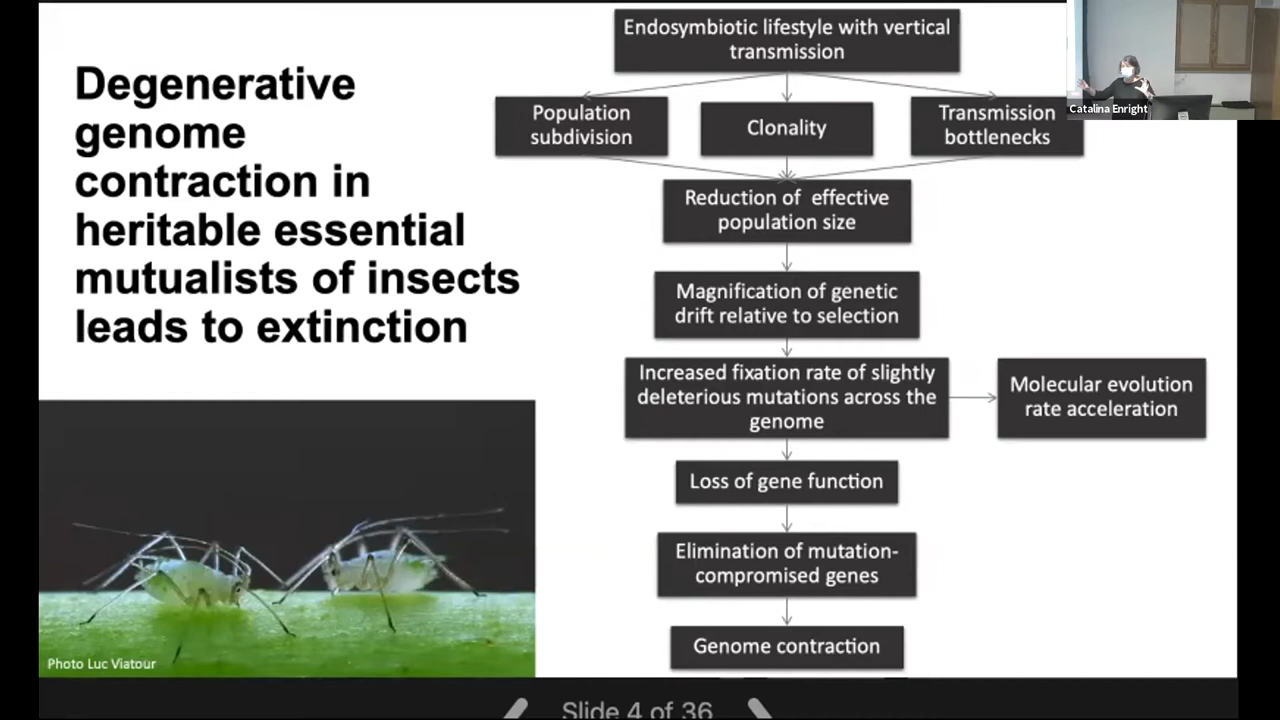 Degenerative
genome
contraction in
heritable essential
mutualists of insects
leads to extinction
Endosymbiotic lifestyle with vertical
transmission
Population
subdivision
Clonality
Transmission
bottlenecks
Reduction of effective
population size
Magnification of genetic
drift relative to selection
Increased fixation rate of slightly
deleterious mutations across the
genome
Molecular evolution
rate acceleration
Loss of gene function
Elimination of mutation-
compromised genes
Genome contraction
Photo Luc Viatour
Catalina Enright
Slide 4 of 36